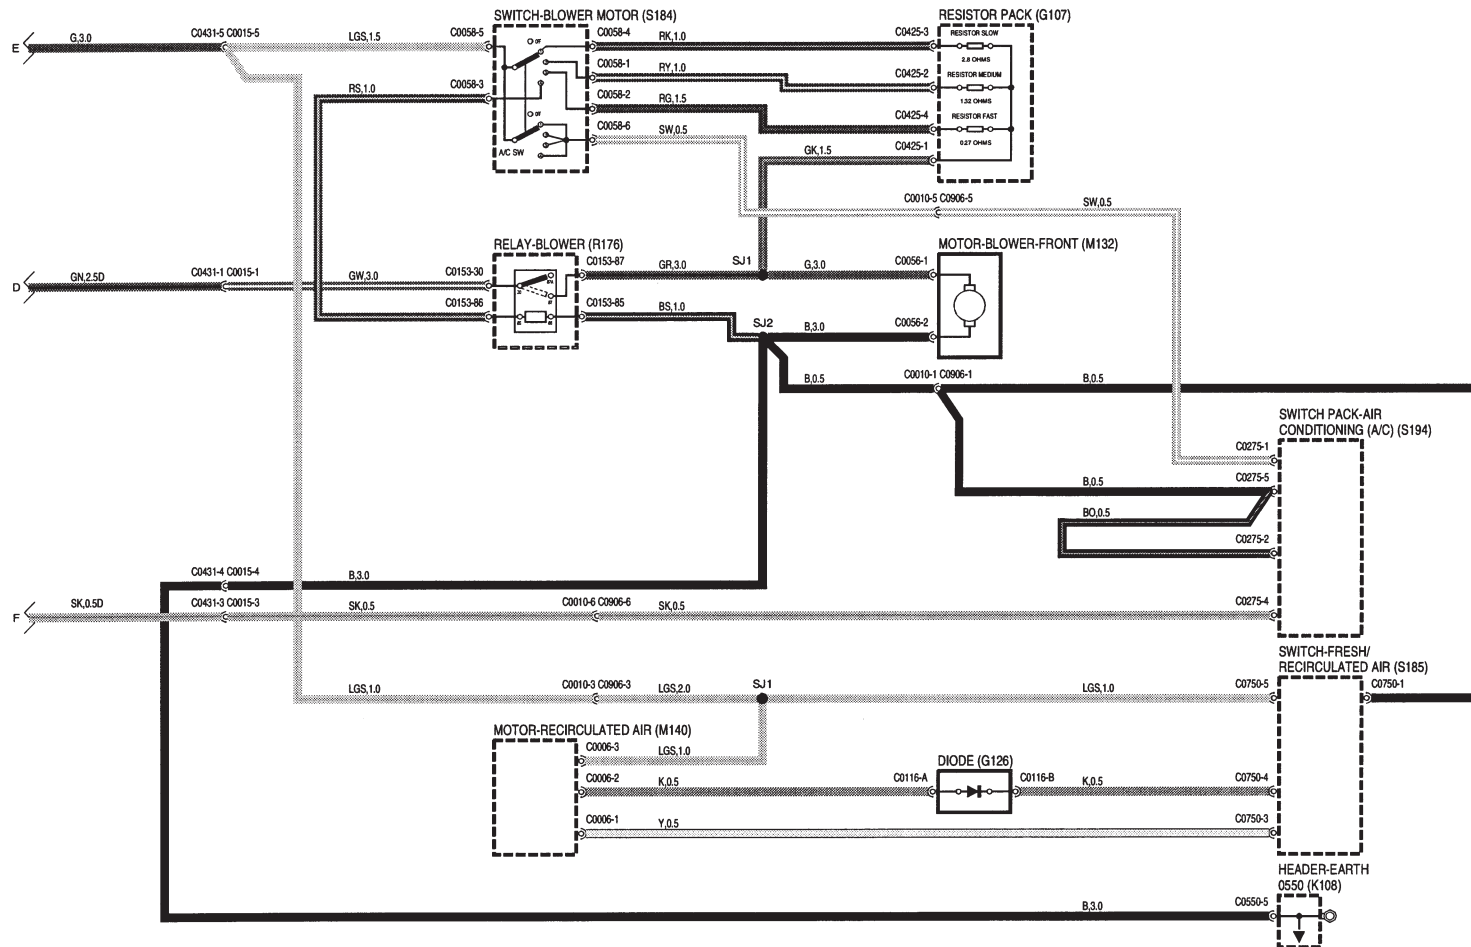 SWITCH-BLOWER MOTOR (S184)
RESISTOR PACK (G107)
E
G,3.0
C0431-5 C0015-5
LGS,1.5
C0058-5
C0058-4
RK,1.0
C0425-3
RESISTOR SLOW
2.8 OHMS
OFF
C0058-1
RY,1.0
C0425-2
RESISTOR MEDIUM
1.32 OHMS
RS,1.0
C0058-3
C0058-2
RG,1.5
C0425-4
RESISTOR FAST
0.27 OHMS
OFF
A/C SW
C0058-6
SW,0.5
GK,1.5
C0425-1
C0010-5 C0906-5
SW,0.5
RELAY-BLOWER (R176)
MOTOR-BLOWER-FRONT (M132)
D
GN,2.5D
C0431-1 C0015-1
GW,3.0
C0153-30
C0153-87
GR,3.0
SJ1
G,3.0
C0056-1
30
87A
87
C0153-86
86
85
C0153-85
BS,1.0
SJ2
B,3.0
C0056-2
B,0.5
C0010-1 C0906-1
B,0.5
SWITCH PACK-AIR
CONDITIONING (A/C) (S194)
C0275-1
B,0.5
C0275-5
BO,0.5
C0275-2
C0431-4 C0015-4
B,3.0
F
SK,0.5D
C0431-3 C0015-3
SK,0.5
C0010-6 C0906-6
SK,0.5
C0275-4
SWITCH-FRESH/
RECIRCULATED AIR (S185)
LGS,1.0
C0010-3 C0906-3
LGS,2.0
SJ1
LGS,1.0
C0750-5
C0750-1
MOTOR-RECIRCULATED AIR (M140)
C0006-3
LGS,1.0
DIODE (G126)
C0006-2
K,0.5
C0116-A
C0116-B
K,0.5
C0750-4
C0006-1
Y,0.5
C0750-3
HEADER-EARTH
0550 (K108)
B,3.0
C0550-5